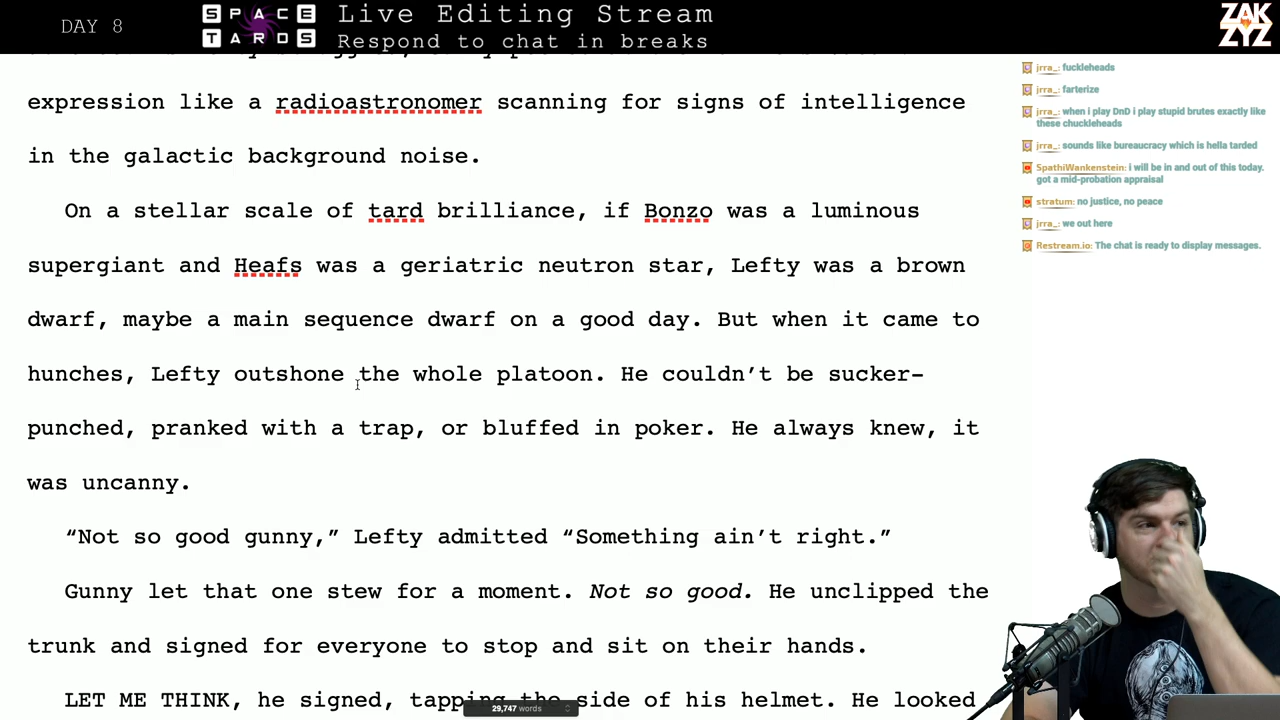 DAY 8
SPACE
TARDS
Live Editing Stream
Respond to chat in breaks
ZAK
ZYZ
expression like a radioastronomer scanning for signs of intelligence
in the galactic background noise.
On a stellar scale of tard brilliance, if Bonzo was a luminous
supergiant and Heafs was a geriatric neutron star, Lefty was a brown
dwarf, maybe a main sequence dwarf on a good day. But when it came to
hunches, Lefty outshone the whole platoon. He couldn’t be sucker-
punched, pranked with a trap, or bluffed in poker. He always knew, it
was uncanny.
“Not so good gunny,” Lefty admitted “Something ain’t right.”
Gunny let that one stew for a moment. Not so good. He unclipped the
trunk and signed for everyone to stop and sit on their hands.
LET ME THINK, he signed, tapping the side of his helmet. He looked
29,747 words
jrra_: fuckleheads
jrra_: farterize
jrra_: when i play DnD i play stupid brutes exactly like
these chuckleheads
jrra_: sounds like bureaucracy which is hella tarded
SpathiWankenstein: i will be in and out of this today.
got a mid-probation appraisal
stratum: no justice, no peace
jrra_: we out here
Restream.io: The chat is ready to display messages.